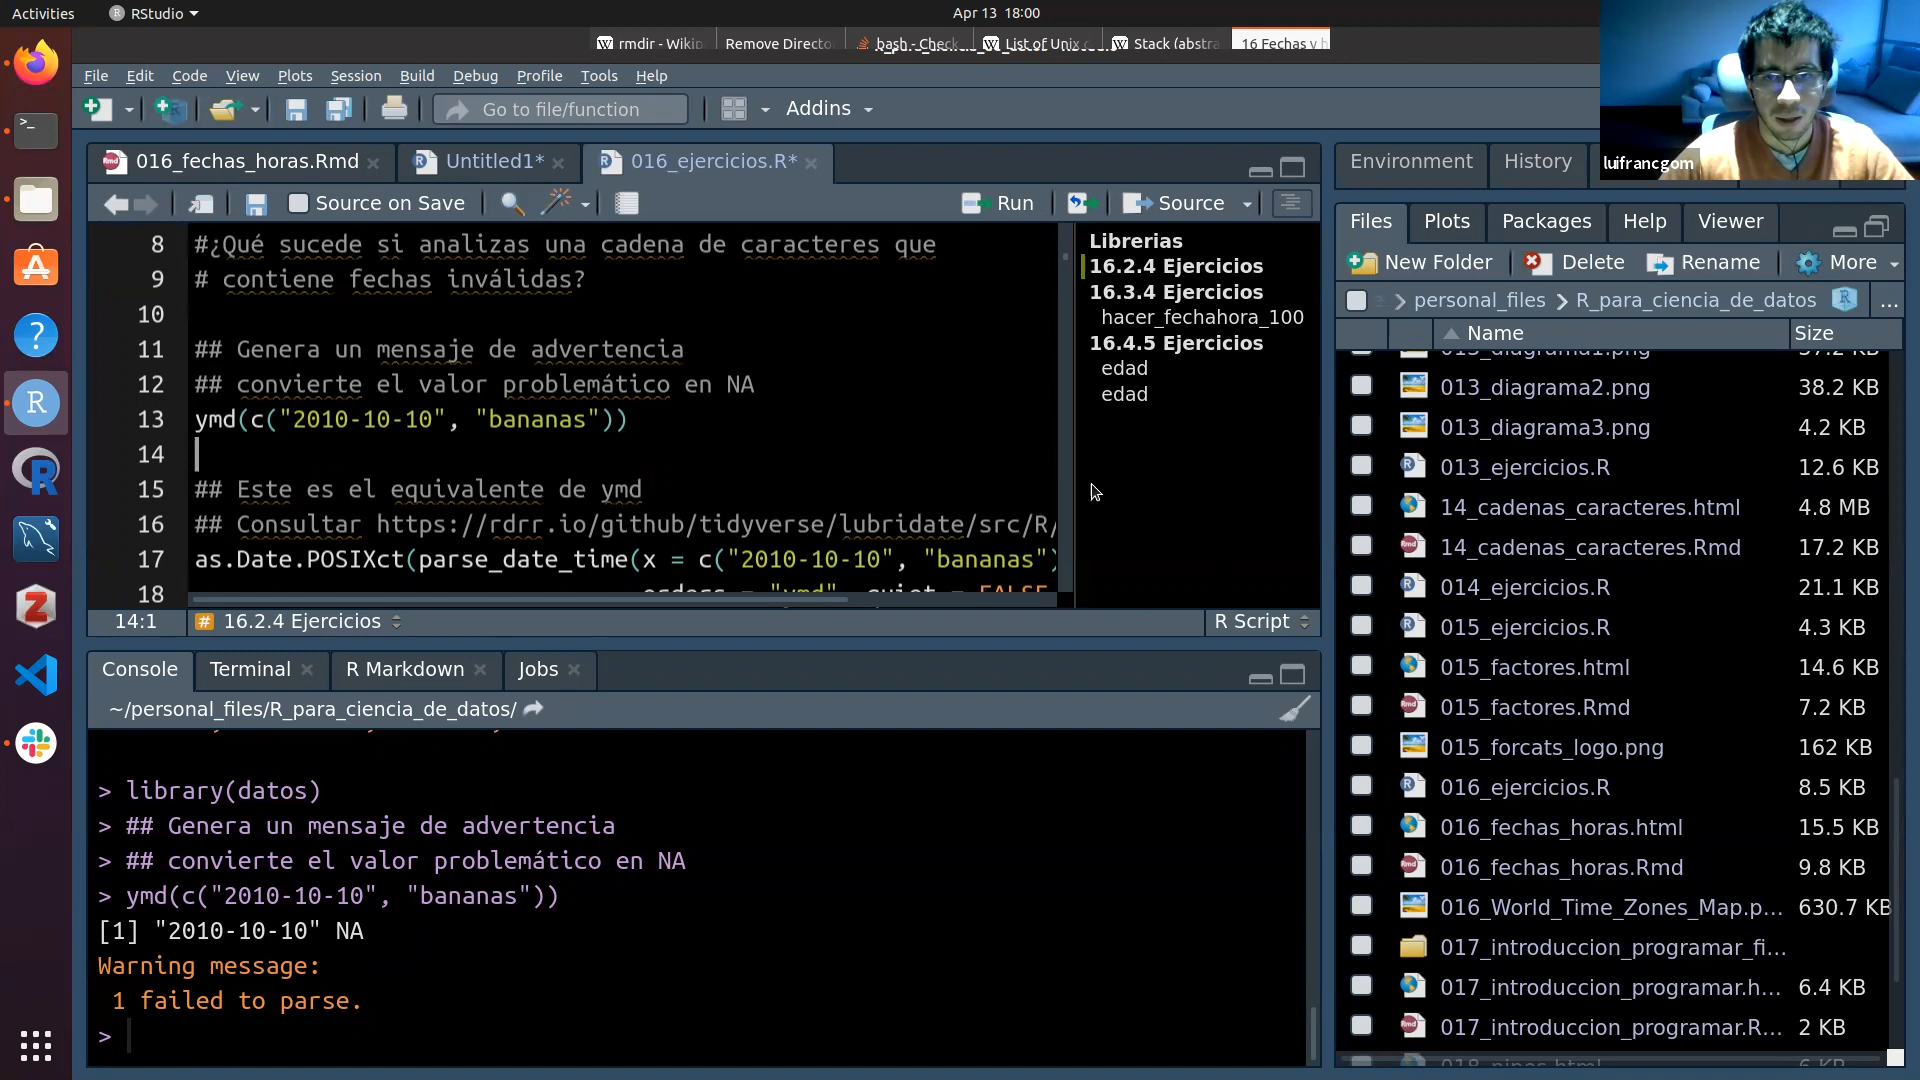 Activities
RStudio
Apr 13 18:00
rmdir - Wikip
Remove Directo
bash - Check
List of Unix c
Stack (abstra
16 Fechas y h
File Edit Code View Plots Session Build Debug Profile Tools Help
Go to file/function
Addins
luifrancgom
016_fechas_horas.Rmd
Untitled1*
016_ejercicios.R*
Source on Save
Run
Source
8 #¿Qué sucede si analizas una cadena de caracteres que
9 # contiene fechas inválidas?
10
11 ## Genera un mensaje de advertencia
12 ## convierte el valor problemático en NA
13 ymd(c("2010-10-10", "bananas"))
14
15 ## Este es el equivalente de ymd
16 ## Consultar https://rdrr.io/github/tidyverse/lubridate/src/R/
17 as.Date.POSIXct(parse_date_time(x = c("2010-10-10", "bananas")
18 orders = "ymd", quiet = FALSE
Librerias
16.2.4 Ejercicios
16.3.4 Ejercicios
hacer_fechahora_100
16.4.5 Ejercicios
edad
edad
14:1
# 16.2.4 Ejercicios
R Script
Console Terminal R Markdown Jobs
~/personal_files/R_para_ciencia_de_datos/
> library(datos)
> ## Genera un mensaje de advertencia
> ## convierte el valor problemático en NA
> ymd(c("2010-10-10", "bananas"))
[1] "2010-10-10" NA
Warning message:
 1 failed to parse.
>
Environment History
Files Plots Packages Help Viewer
New Folder Delete Rename More
personal_files > R_para_ciencia_de_datos ...
Name Size
013_diagrama1.png 37.2 KB
013_diagrama2.png 38.2 KB
013_diagrama3.png 4.2 KB
013_ejercicios.R 12.6 KB
14_cadenas_caracteres.html 4.8 MB
14_cadenas_caracteres.Rmd 17.2 KB
014_ejercicios.R 21.1 KB
015_ejercicios.R 4.3 KB
015_factores.html 14.6 KB
015_factores.Rmd 7.2 KB
015_forcats_logo.png 162 KB
016_ejercicios.R 8.5 KB
016_fechas_horas.html 15.5 KB
016_fechas_horas.Rmd 9.8 KB
016_World_Time_Zones_Map.p... 630.7 KB
017_introduccion_programar_fi...
017_introduccion_programar.h... 6.4 KB
017_introduccion_programar.R... 2 KB
018_pipes.html 6 KB